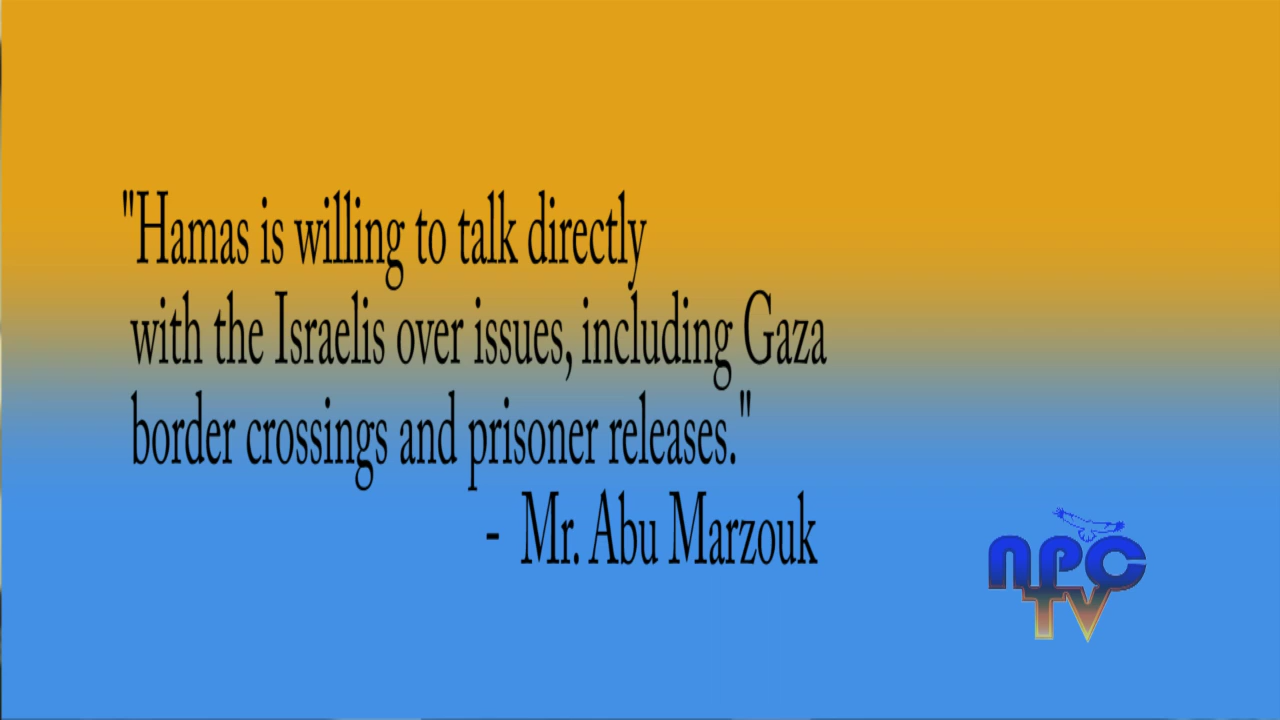 "Hamas is willing to talk directly
with the Israelis over issues, including Gaza
border crossings and prisoner releases."
- Mr. Abu Marzouk
NPC
TV